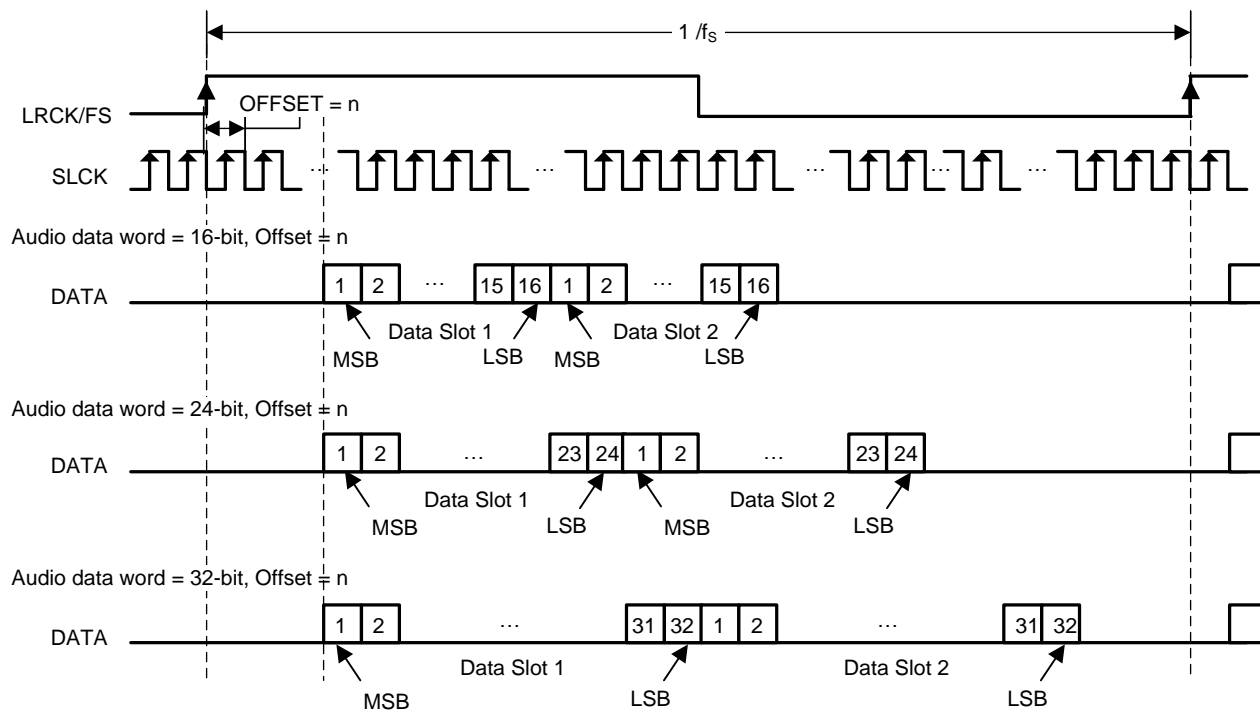 1 /fS
LRCK/FS
OFFSET = n
SLCK
... ... ... ... ...
Audio data word = 16-bit, Offset = n
DATA
1 2 ... 15 16 1 2 ... 15 16
Data Slot 1 Data Slot 2
MSB LSB MSB LSB
Audio data word = 24-bit, Offset = n
DATA
1 2 ... 23 24 1 2 ... 23 24
Data Slot 1 Data Slot 2
MSB LSB MSB LSB
Audio data word = 32-bit, Offset = n
DATA
1 2 ... 31 32 1 2 ... 31 32
Data Slot 1 Data Slot 2
MSB LSB LSB